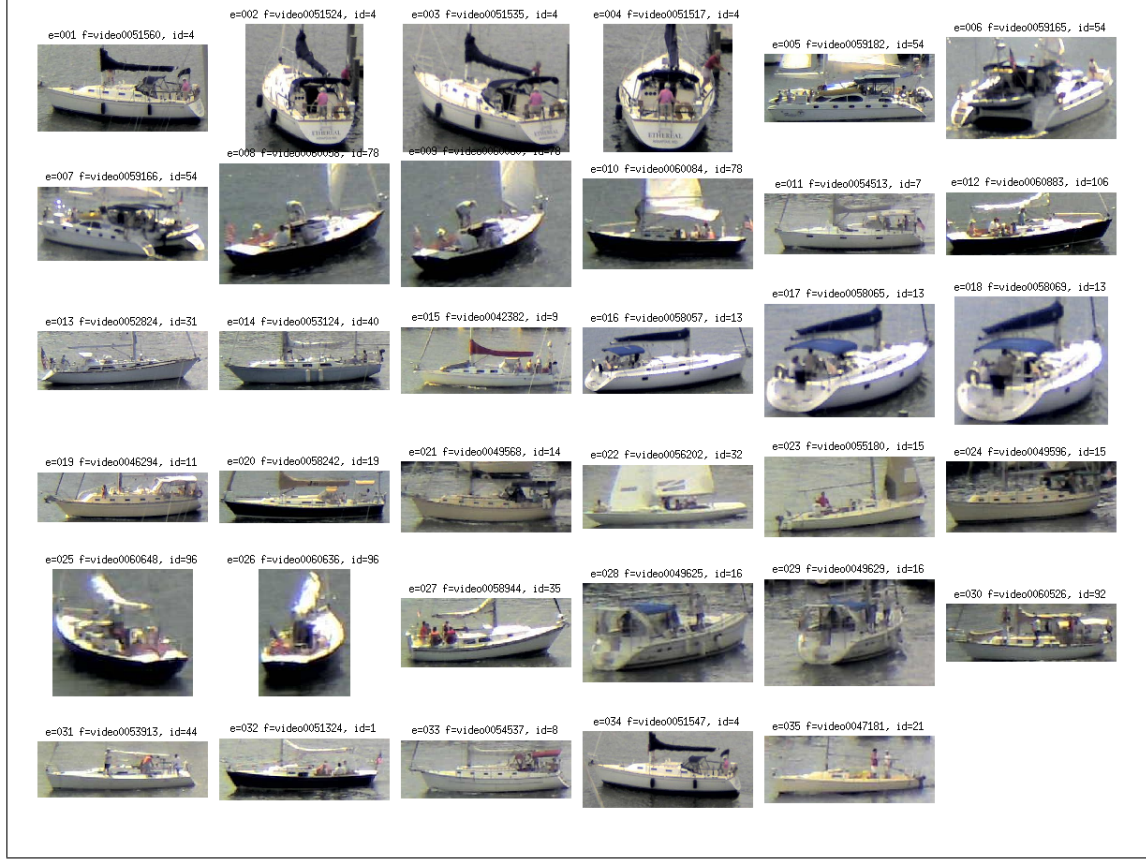 e=001 f=video0051560, id=4
e=002 f=video0051524, id=4
e=003 f=video0051535, id=4
e=004 f=video0051517, id=4
e=005 f=video0059182, id=54
e=006 f=video0059165, id=54
ETHEREAL
ETHEREAL
ETHEREAL
e=007 f=video0059166, id=54
e=008 f=video0060098, id=78
e=009 f=video0060080, id=78
e=010 f=video0060084, id=78
e=011 f=video0054513, id=7
e=012 f=video0060883, id=106
e=013 f=video0052824, id=31
e=014 f=video0053124, id=40
e=015 f=video0042382, id=9
e=016 f=video0058057, id=13
e=017 f=video0058065, id=13
e=018 f=video0058069, id=13
e=019 f=video0046294, id=11
e=020 f=video0058242, id=19
e=021 f=video0049568, id=14
e=022 f=video0056202, id=32
e=023 f=video0055180, id=15
e=024 f=video0049596, id=15
e=025 f=video0060648, id=96
e=026 f=video0060636, id=96
e=027 f=video0058944, id=35
e=028 f=video0049625, id=16
e=029 f=video0049629, id=16
e=030 f=video0060526, id=92
e=031 f=video0053913, id=44
e=032 f=video0051324, id=1
e=033 f=video0054537, id=8
e=034 f=video0051547, id=4
e=035 f=video0047181, id=21